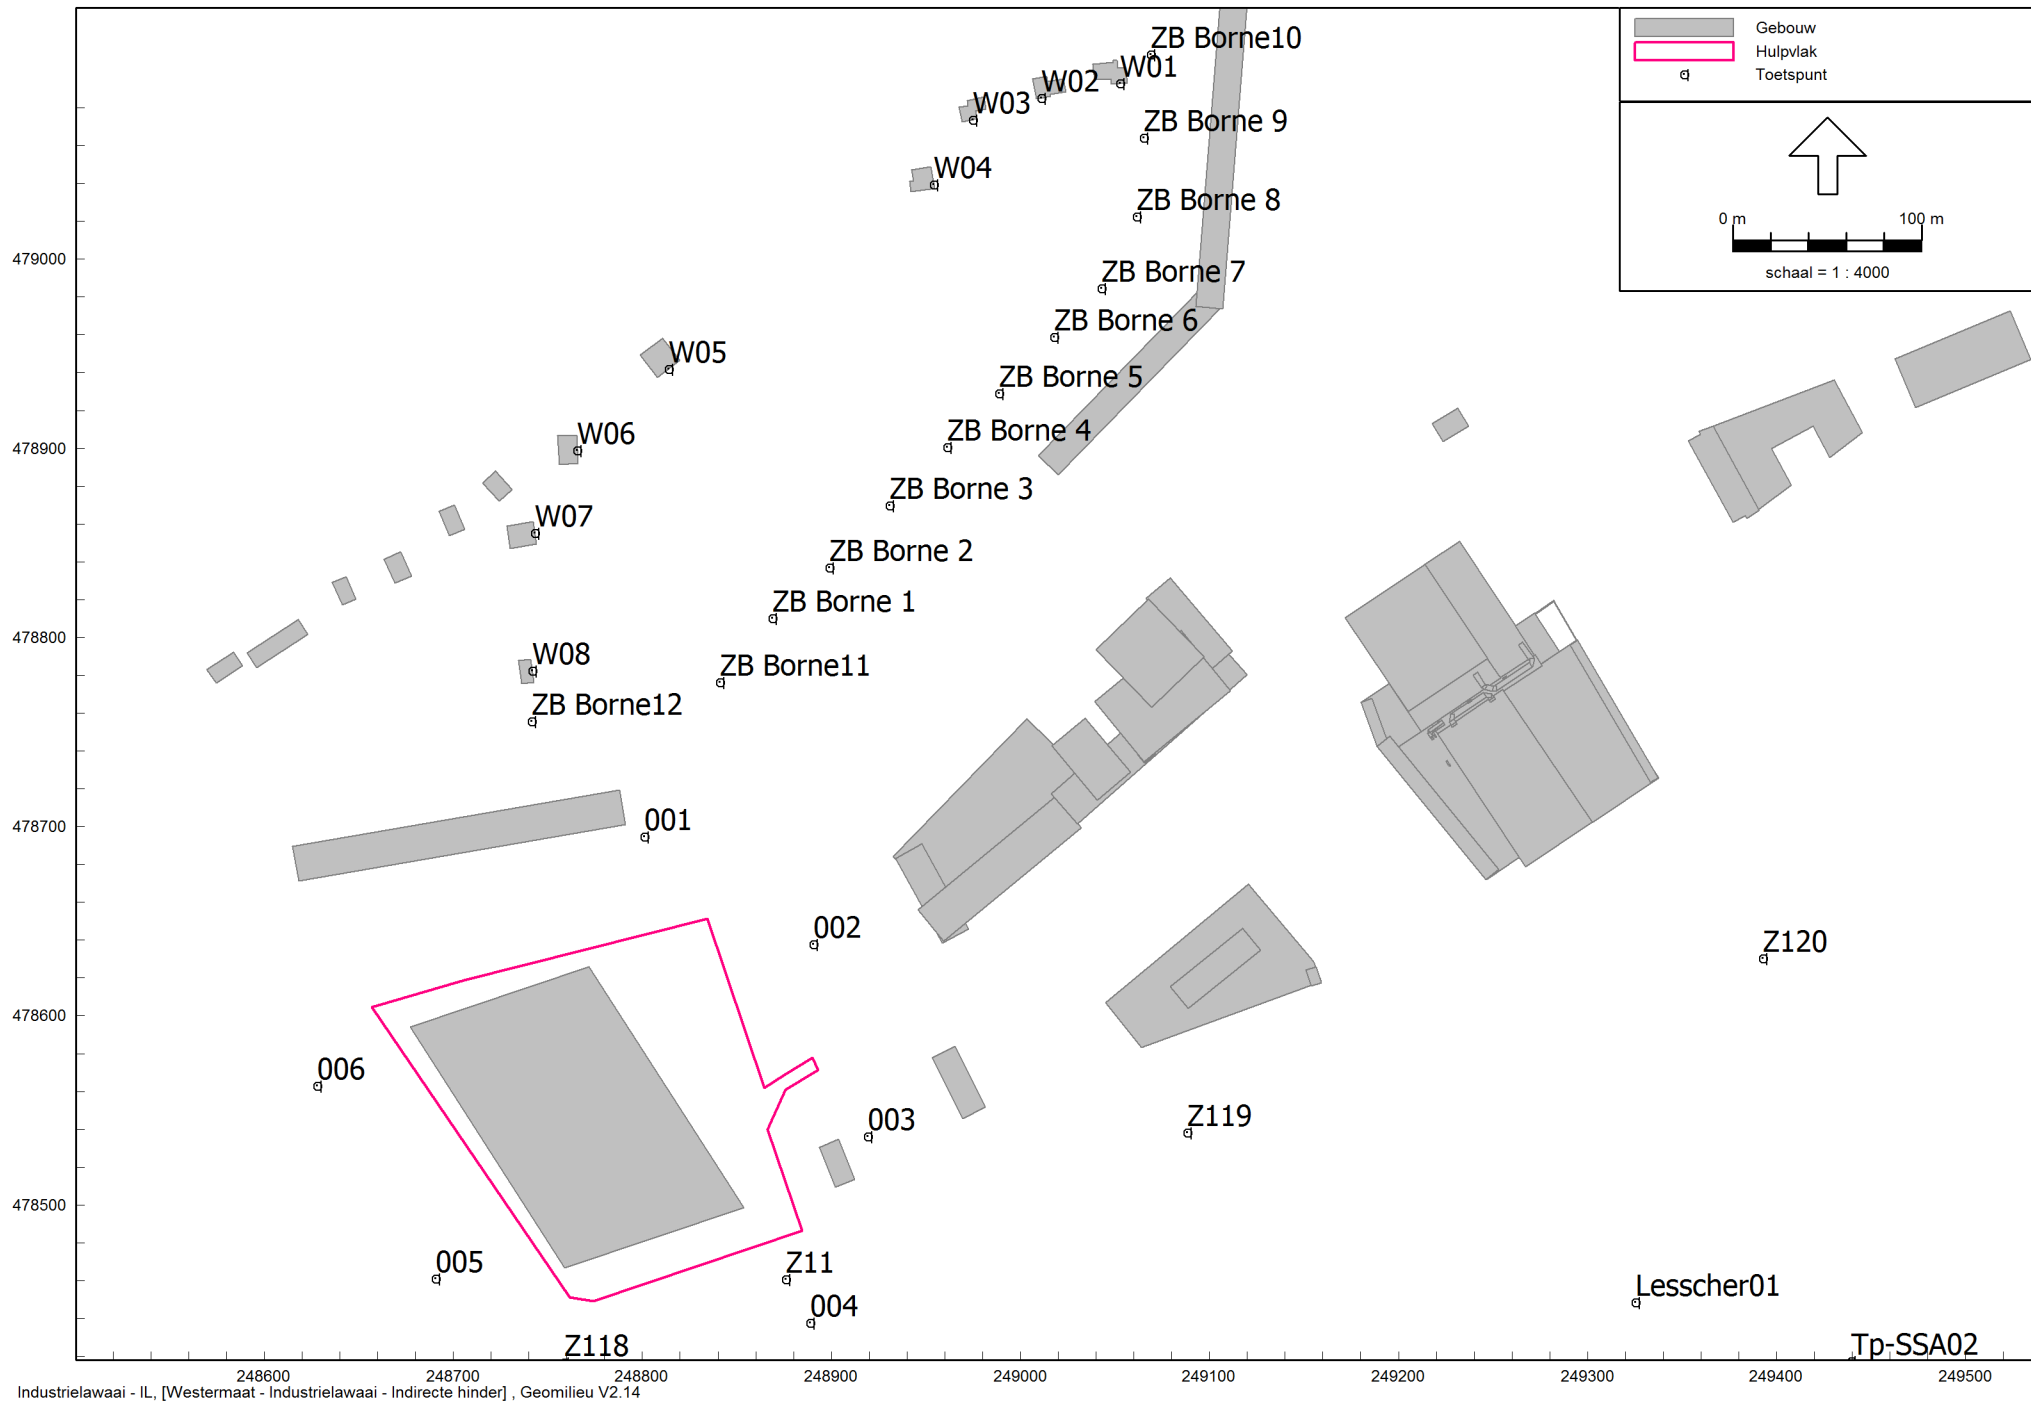 ZB Borne10
Gebouw
Hulpvlak
Toetspunt
W01
W02
W03
ZB Borne 9
W04
ZB Borne 8
0 m 100 m
schaal = 1 : 4000
479000
ZB Borne 7
ZB Borne 6
W05
ZB Borne 5
W06
ZB Borne 4
478900
ZB Borne 3
W07
ZB Borne 2
ZB Borne 1
478800
W08
ZB Borne11
ZB Borne12
001
478700
002
Z120
478600
006
003
Z119
478500
005
Z11
Lesscher01
004
Z118
Tp-SSA02
248600 248700 248800 248900 249000 249100 249200 249300 249400 249500
Industrielawaai - IL, [Westermaat - Industrielawaai - Indirecte hinder] , Geomilieu V2.14